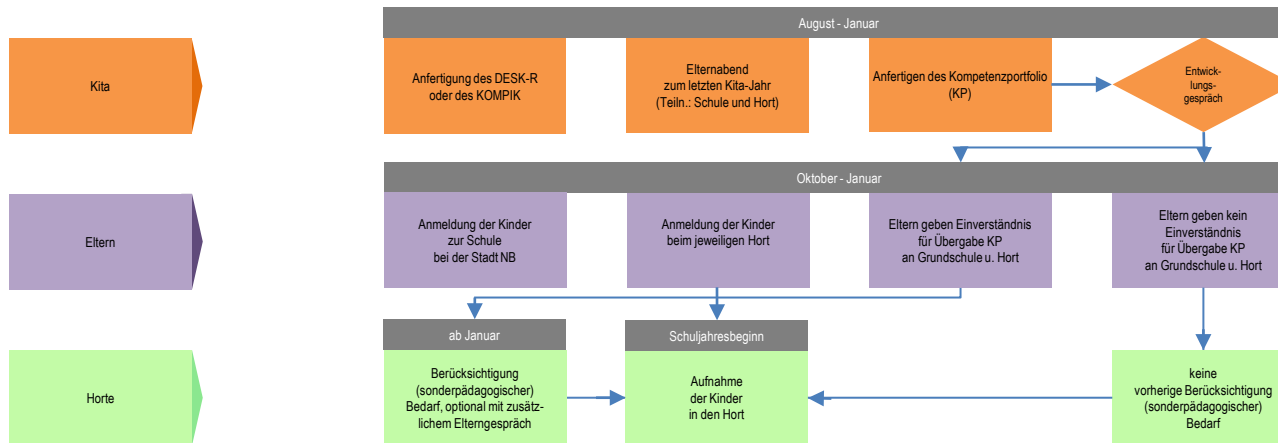 August - Januar
Kita
Anfertigung des DESK-R
oder des KOMPIK
Elternabend
zum letzten Kita-Jahr
(Teiln.: Schule und Hort)
Anfertigen des Kompetenzportfolio
(KP)
Entwick-
lungs-
gespräch
Oktober - Januar
Eltern
Anmeldung der Kinder
zur Schule
bei der Stadt NB
Anmeldung der Kinder
beim jeweiligen Hort
Eltern geben Einverständnis
für Übergabe KP
an Grundschule u. Hort
Eltern geben kein
Einverständnis
für Übergabe KP
an Grundschule u. Hort
ab Januar
Schuljahresbeginn
Horte
Berücksichtigung
(sonderpädagogischer)
Bedarf, optional mit zusätz-
lichem Elterngespräch
Aufnahme
der Kinder
in den Hort
keine
vorherige Berücksichtigung
(sonderpädagogischer)
Bedarf